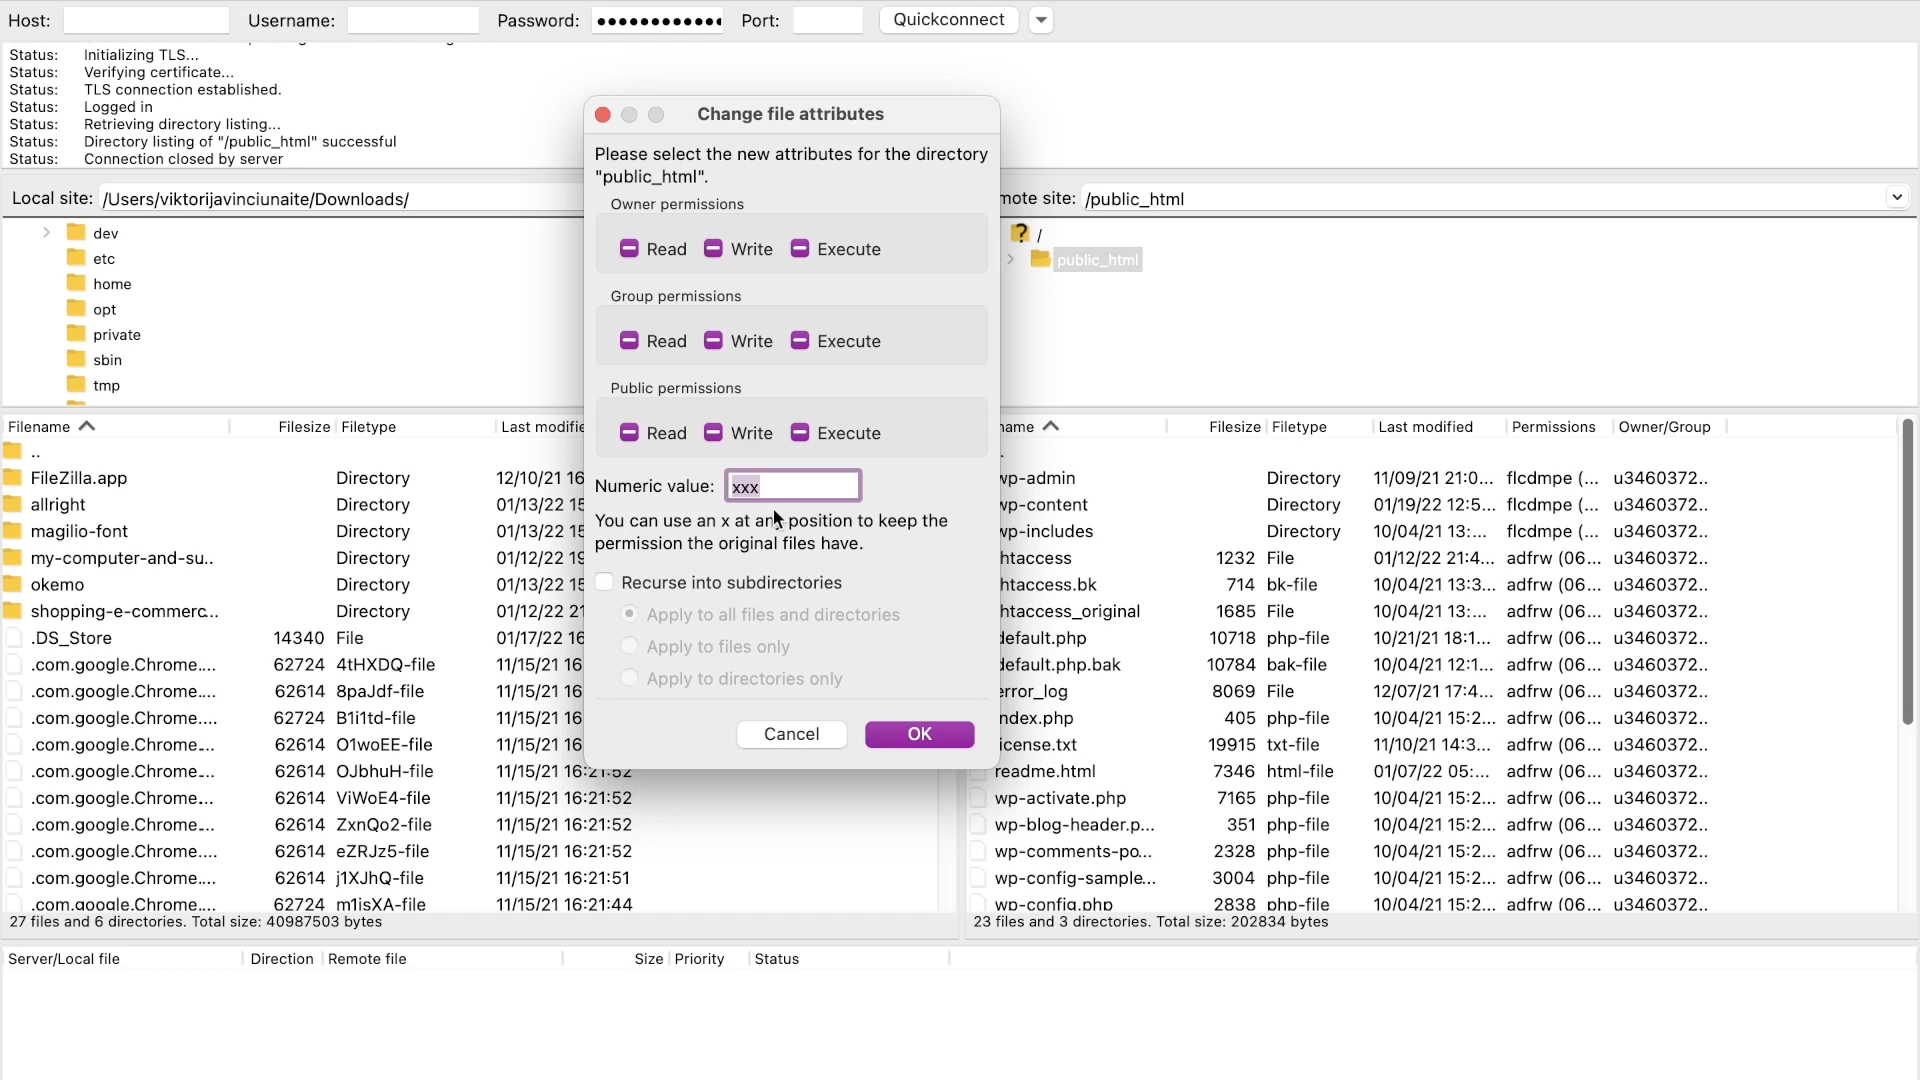 Host: Username: Password: ●●●●●●●●●●●● Port: Quickconnect
Status: Initializing TLS...
Status: Verifying certificate...
Status: TLS connection established.
Status: Logged in
Status: Retrieving directory listing...
Status: Directory listing of "/public_html" successful
Status: Connection closed by server
Local site: /Users/viktorijavinciunaite/Downloads/
dev
etc
home
opt
private
sbin
tmp
Filename Filesize Filetype Last modifie
..
FileZilla.app Directory 12/10/21 16
allright Directory 01/13/22 15
magilio-font Directory 01/13/22 15
my-computer-and-su.. Directory 01/12/22 19
okemo Directory 01/13/22 15
shopping-e-commerc... Directory 01/12/22 21
.DS_Store 14340 File 01/17/22 16
.com.google.Chrome.... 62724 4tHXDQ-file 11/15/21 16
.com.google.Chrome... 62614 8paJdf-file 11/15/21 16
.com.google.Chrome.... 62724 B1i1td-file 11/15/21 16
.com.google.Chrome... 62614 O1woEE-file 11/15/21 16
.com.google.Chrome... 62614 OJbhuH-file 11/15/21 16:21:52
.com.google.Chrome... 62614 ViWoE4-file 11/15/21 16:21:52
.com.google.Chrome... 62614 ZxnQo2-file 11/15/21 16:21:52
.com.google.Chrome.... 62614 eZRJz5-file 11/15/21 16:21:52
.com.google.Chrome.... 62614 j1XJhQ-file 11/15/21 16:21:51
.com.google.Chrome... 62724 m1isXA-file 11/15/21 16:21:44
27 files and 6 directories. Total size: 40987503 bytes
Change file attributes
Please select the new attributes for the directory
"public_html".
Owner permissions
Read Write Execute
Group permissions
Read Write Execute
Public permissions
Read Write Execute
Numeric value: xxx
You can use an x at any position to keep the
permission the original files have.
Recurse into subdirectories
Apply to all files and directories
Apply to files only
Apply to directories only
Cancel OK
mote site: /public_html
? /
public_html
name Filesize Filetype Last modified Permissions Owner/Group
.
wp-admin Directory 11/09/21 21:0... flcdmpe (... u3460372..
wp-content Directory 01/19/22 12:5... flcdmpe (... u3460372..
wp-includes Directory 10/04/21 13:... flcdmpe (... u3460372..
htaccess 1232 File 01/12/22 21:4... adfrw (06... u3460372..
htaccess.bk 714 bk-file 10/04/21 13:3... adfrw (06... u3460372..
htaccess_original 1685 File 10/04/21 13:... adfrw (06... u3460372..
default.php 10718 php-file 10/21/21 18:1... adfrw (06... u3460372..
default.php.bak 10784 bak-file 10/04/21 12:1... adfrw (06... u3460372..
error_log 8069 File 12/07/21 17:4... adfrw (06... u3460372..
ndex.php 405 php-file 10/04/21 15:2... adfrw (06... u3460372..
icense.txt 19915 txt-file 11/10/21 14:3... adfrw (06... u3460372..
readme.html 7346 html-file 01/07/22 05:... adfrw (06... u3460372..
wp-activate.php 7165 php-file 10/04/21 15:2... adfrw (06... u3460372..
wp-blog-header.p... 351 php-file 10/04/21 15:2... adfrw (06... u3460372..
wp-comments-po... 2328 php-file 10/04/21 15:2... adfrw (06... u3460372..
wp-config-sample... 3004 php-file 10/04/21 15:2... adfrw (06... u3460372..
wp-config.php 2838 php-file 10/04/21 15:2... adfrw (06... u3460372..
23 files and 3 directories. Total size: 202834 bytes
Server/Local file Direction Remote file Size Priority Status